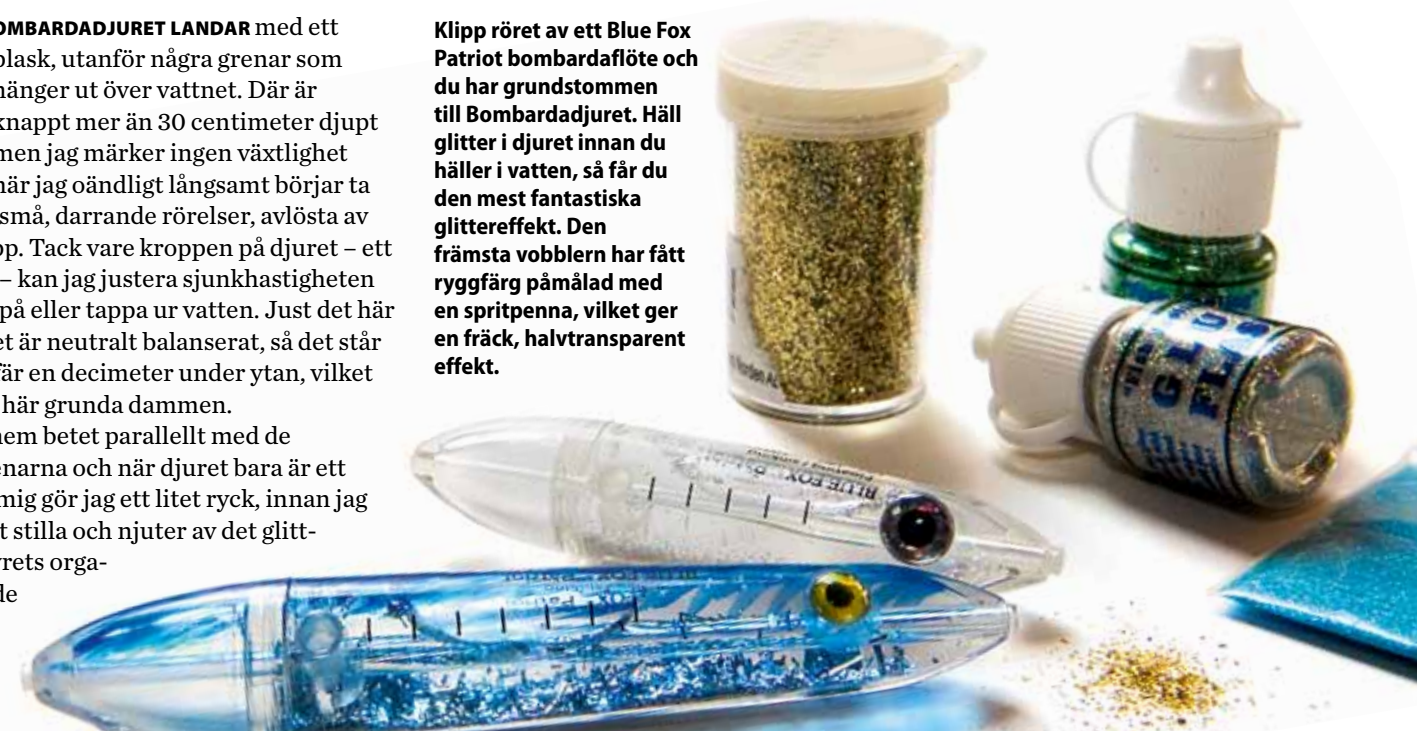 OMBARDADJURET LANDAR med ett
plask, utanför några grenar som
hänger ut över vattnet. Där är
knappt mer än 30 centimeter djupt
men jag märker ingen växtlighet
när jag oändligt långsamt börjar ta
små, darrande rörelser, avlösta av
pp. Tack vare kroppen på djuret – ett
– kan jag justera sjunkhastigheten
på eller tappa ur vatten. Just det här
et är neutralt balanserat, så det står
fär en decimeter under ytan, vilket
här grunda dammen.
hem betet parallellt med de
enarna och när djuret bara är ett
mig gör jag ett litet ryck, innan jag
t stilla och njuter av det glitt-
yrets orga-
de
Klipp röret av ett Blue Fox
Patriot bombardaflöte och
du har grundstommen
till Bombardadjuret. Häll
glitter i djuret innan du
häller i vatten, så får du
den mest fantastiska
glittereffekt. Den
främsta vobblern har fått
ryggfärg påmålad med
en spritpenna, vilket ger
en fräck, halvtransparent
effekt.
BLUE FOX
BLUE FOX
Patriot